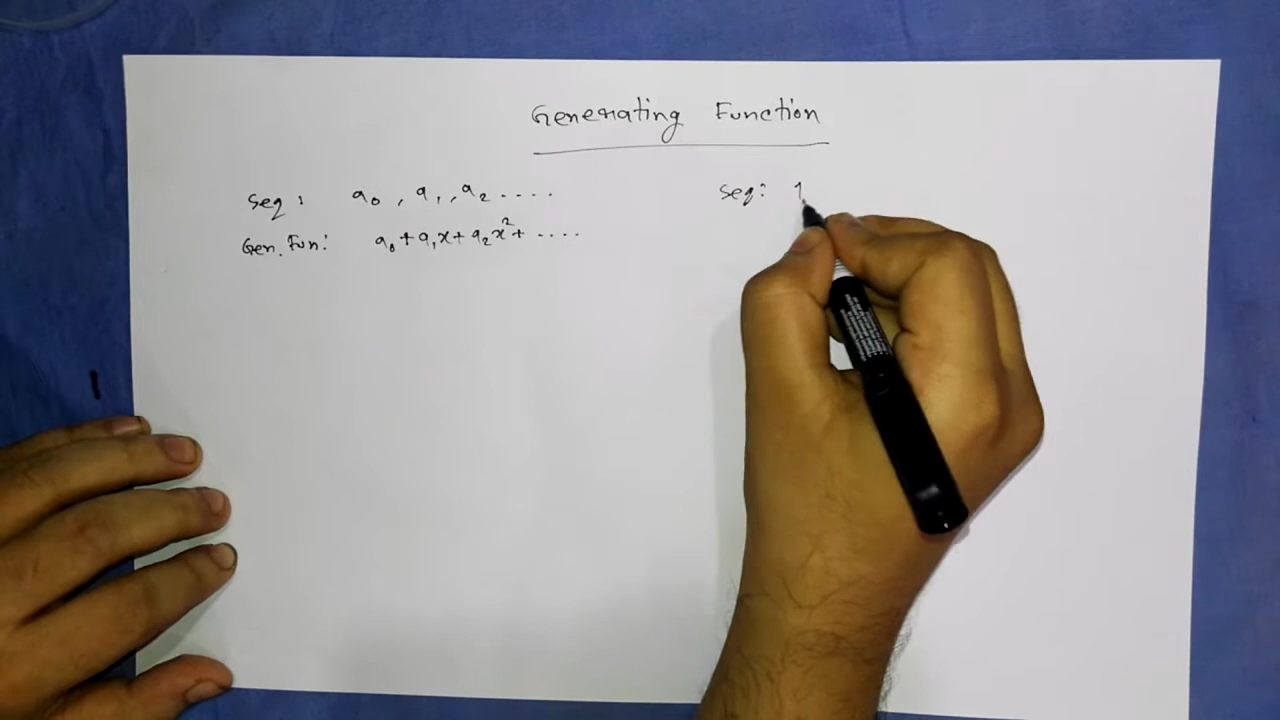 Generating Function
Seq: a₀, a₁, a₂ ....
Gen. Fun: a₀ + a₁x + a₂x² + ....
Seq: 1